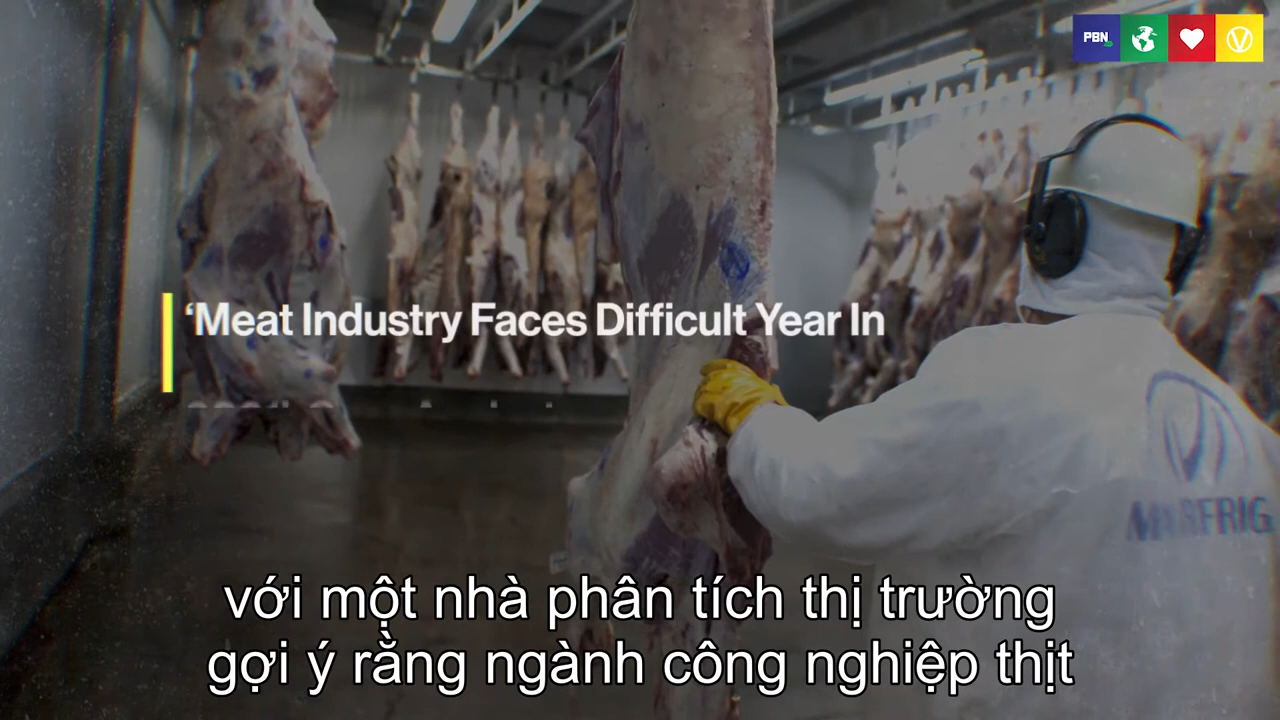 PBN
‘Meat Industry Faces Difficult Year In
MARFRIG
với một nhà phân tích thị trường
gợi ý rằng ngành công nghiệp thịt